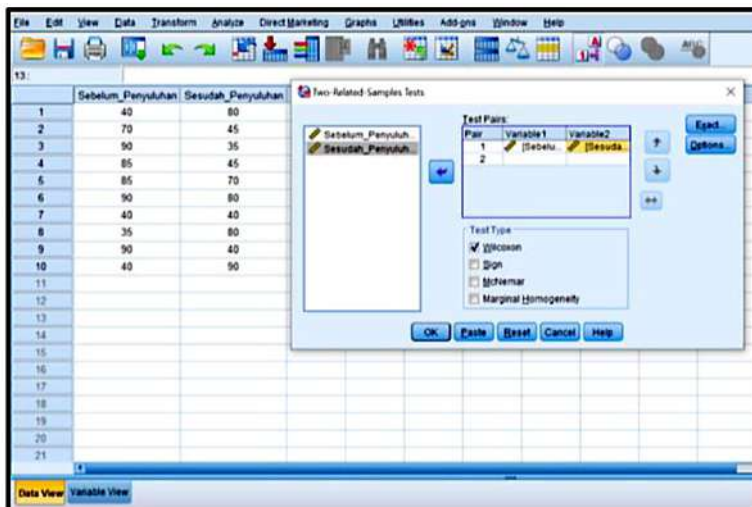 File Edit View Data Transform Analyze Direct Marketing Graphs Utilities Add-ons Window Help
13:
Sebelum_Penyuluhan Sesudah_Penyuluhan
1 40 80
2 70 45
3 90 35
4 85 45
5 85 70
6 90 80
7 40 40
8 35 80
9 90 40
10 40 90
11
12
13
14
15
16
17
18
19
20
21
Data View Variable View
Two-Related-Samples Tests
Sebelum_Penyuluh...
Sesudah_Penyuluh...
Test Pairs:
Pair Variable1 Variable2
1 [Sebelu... [Sesuda...
2
Exact...
Options...
Test Type
Wilcoxon
Sign
McNemar
Marginal Homogeneity
OK Paste Reset Cancel Help